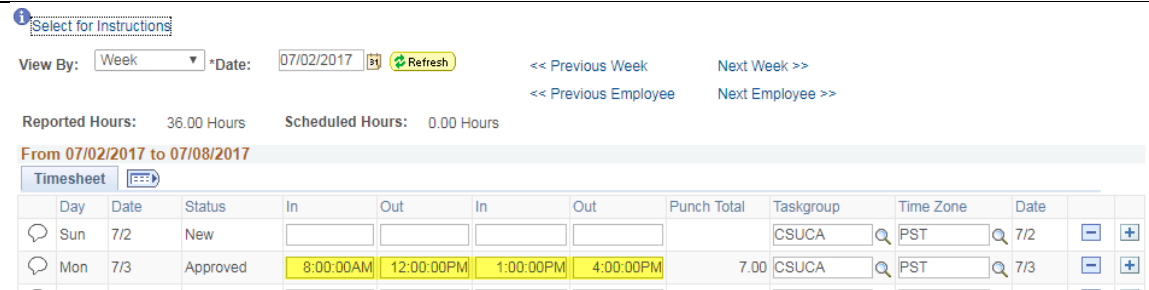 Select for Instructions
View By: Week *Date: 07/02/2017 31 Refresh << Previous Week Next Week >>
<< Previous Employee Next Employee >>
Reported Hours: 36.00 Hours Scheduled Hours: 0.00 Hours
From 07/02/2017 to 07/08/2017
Timesheet
Day Date Status In Out In Out Punch Total Taskgroup Time Zone Date
Sun 7/2 New CSUCA PST 7/2
Mon 7/3 Approved 8:00:00AM 12:00:00PM 1:00:00PM 4:00:00PM 7.00 CSUCA PST 7/3